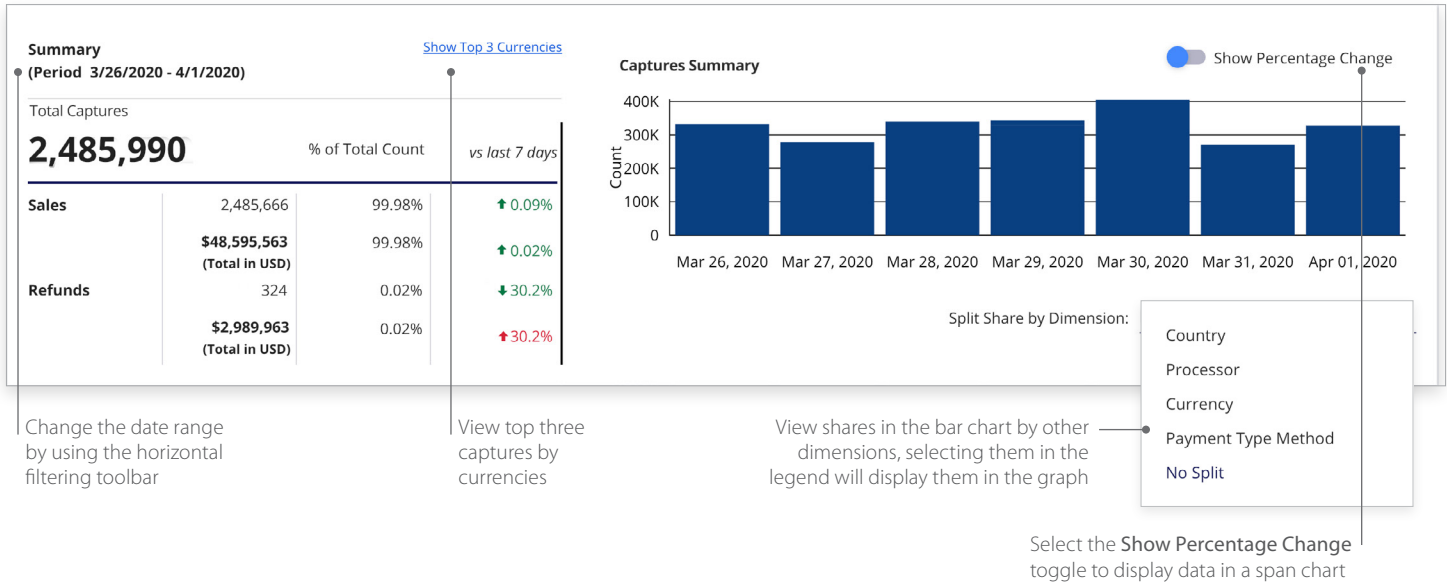 Summary
(Period 3/26/2020 - 4/1/2020)
Show Top 3 Currencies
Total Captures
2,485,990
% of Total Count
vs last 7 days
Sales
2,485,666
99.98%
0.09%
$48,595,563
(Total in USD)
99.98%
0.02%
Refunds
324
0.02%
30.2%
$2,989,963
(Total in USD)
0.02%
30.2%
Captures Summary
Show Percentage Change
Count
400K
300K
200K
100K
0
Mar 26, 2020 Mar 27, 2020 Mar 28, 2020 Mar 29, 2020 Mar 30, 2020 Mar 31, 2020 Apr 01, 2020
Split Share by Dimension:
Country
Processor
Currency
Payment Type Method
No Split
Change the date range
by using the horizontal
filtering toolbar
View top three
captures by
currencies
View shares in the bar chart by other
dimensions, selecting them in the
legend will display them in the graph
Select the Show Percentage Change
toggle to display data in a span chart